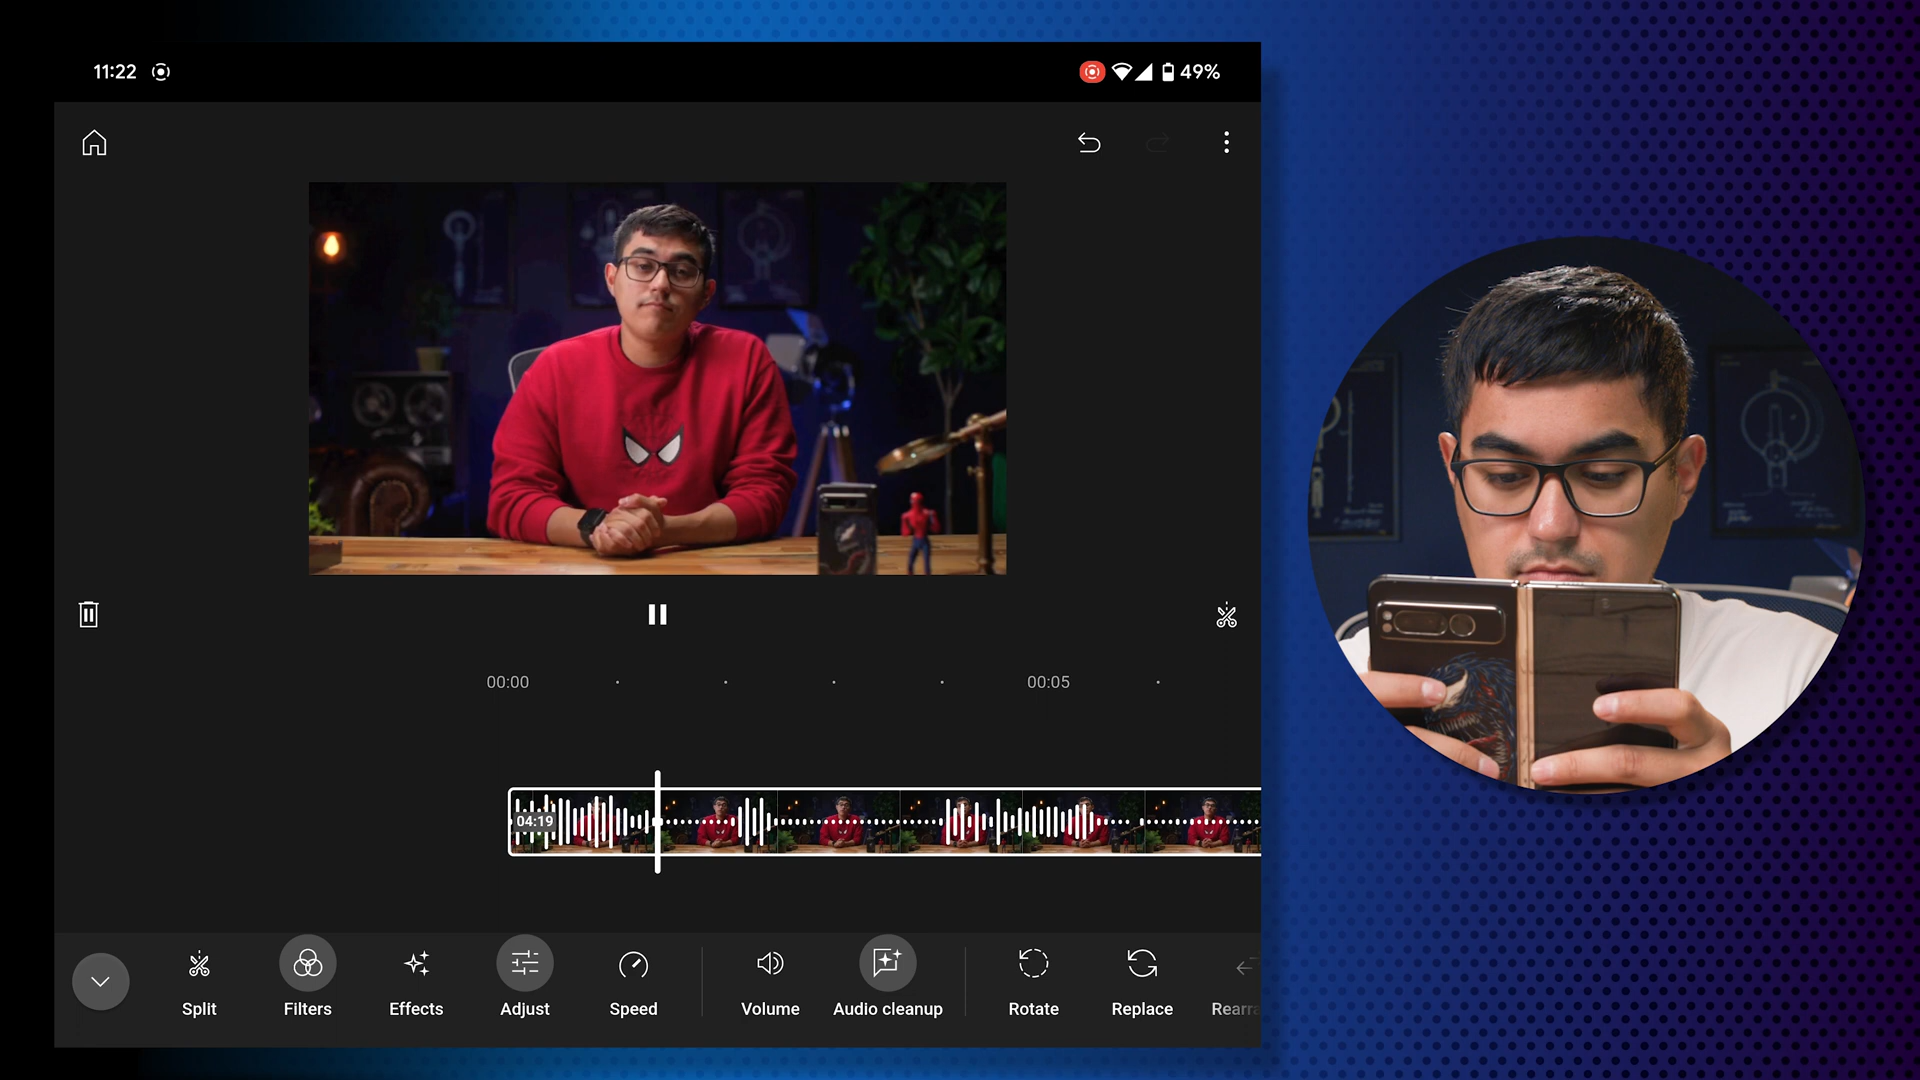 11:22
49%
00:00
00:05
04:19
Split
Filters
Effects
Adjust
Speed
Volume
Audio cleanup
Rotate
Replace
Rearra